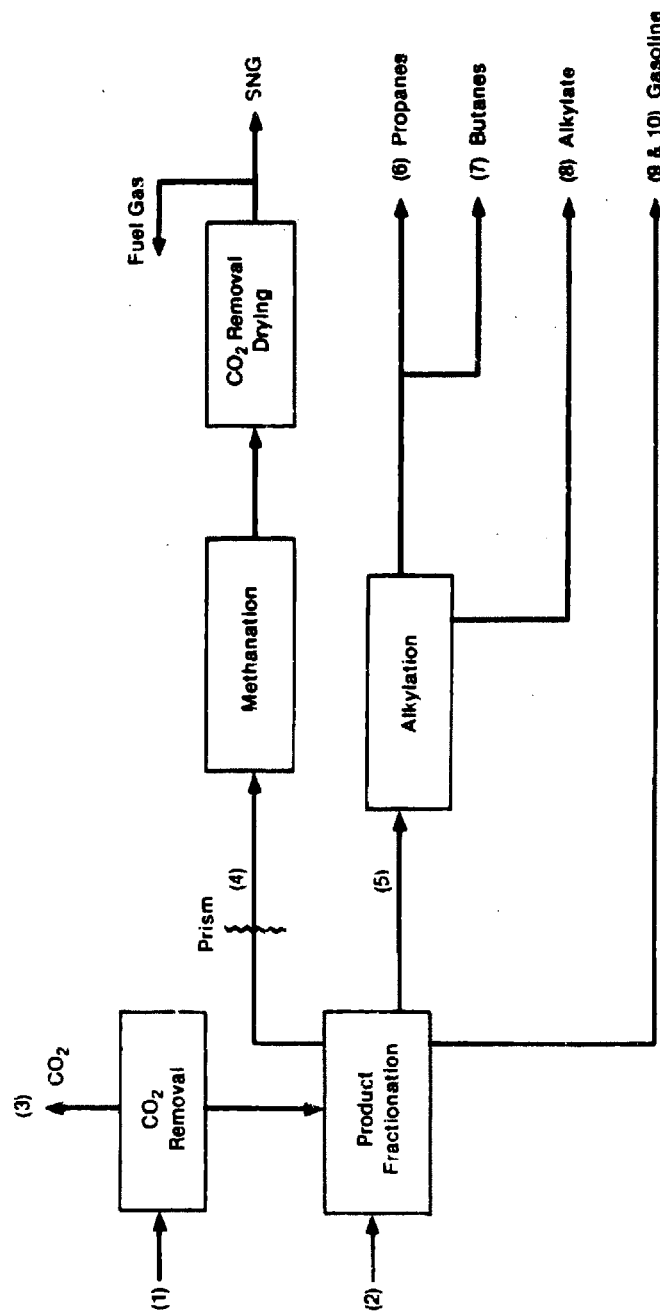 (3)
CO2
(1)
CO2
Removal
Prism
(4)
Methanation
CO2 Removal
Drying
Fuel Gas
SNG
(2)
Product
Fractionation
(5)
Alkylation
(6) Propanes
(7) Butanes
(8) Alkylate
(9 & 10) Gasoline